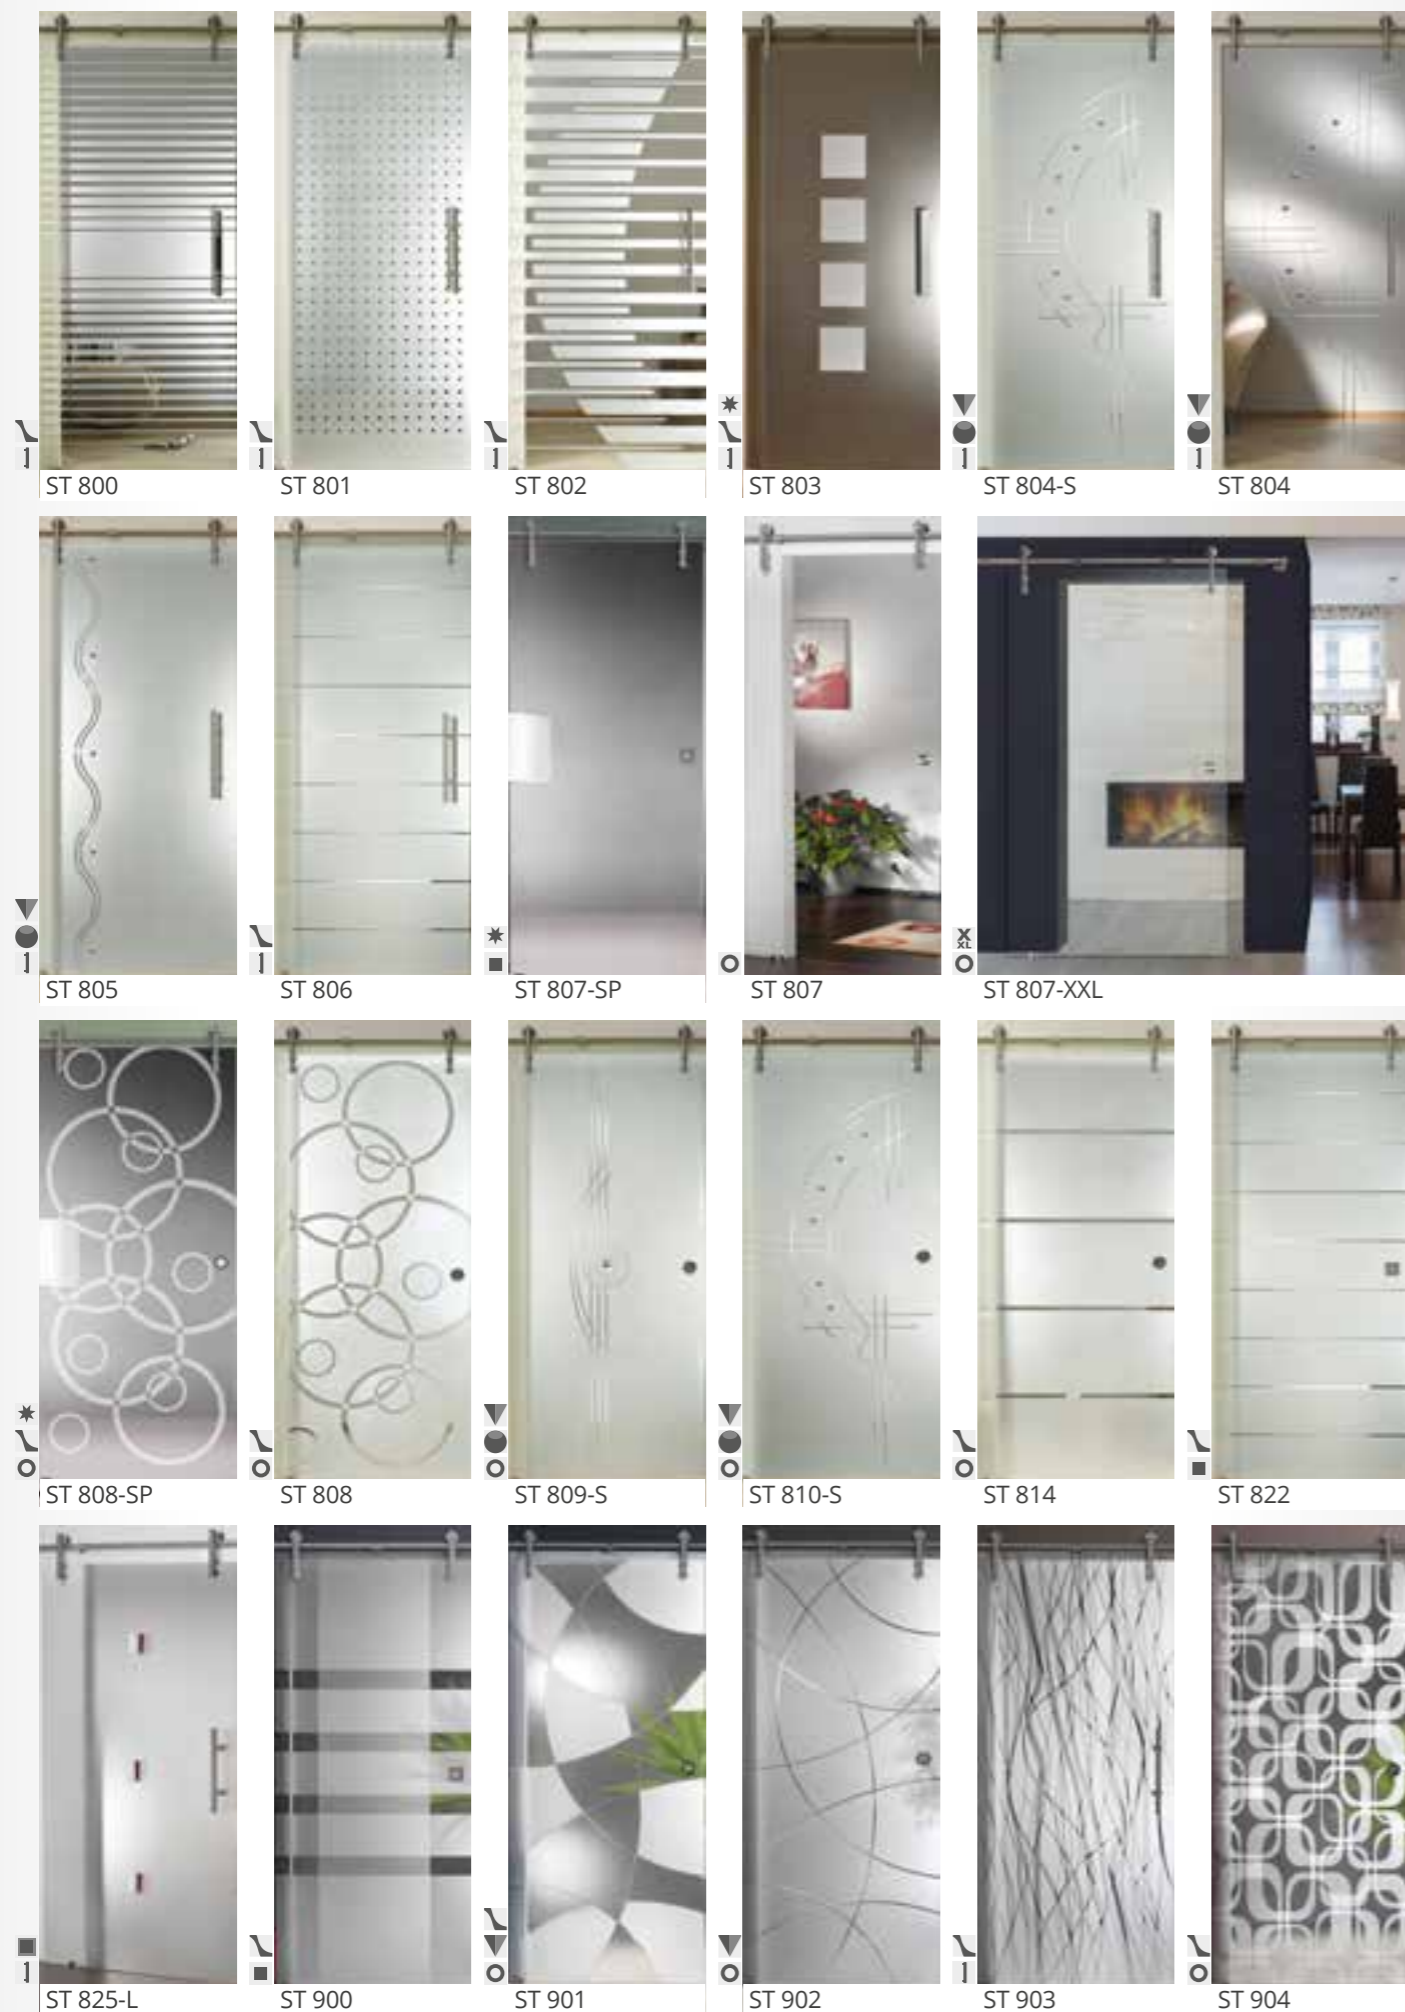 ST 800
ST 801
ST 802
ST 803
ST 804-S
ST 804
ST 805
ST 806
ST 807-SP
ST 807
X
XL
ST 807-XXL
ST 808-SP
ST 808
ST 809-S
ST 810-S
ST 814
ST 822
ST 825-L
ST 900
ST 901
ST 902
ST 903
ST 904